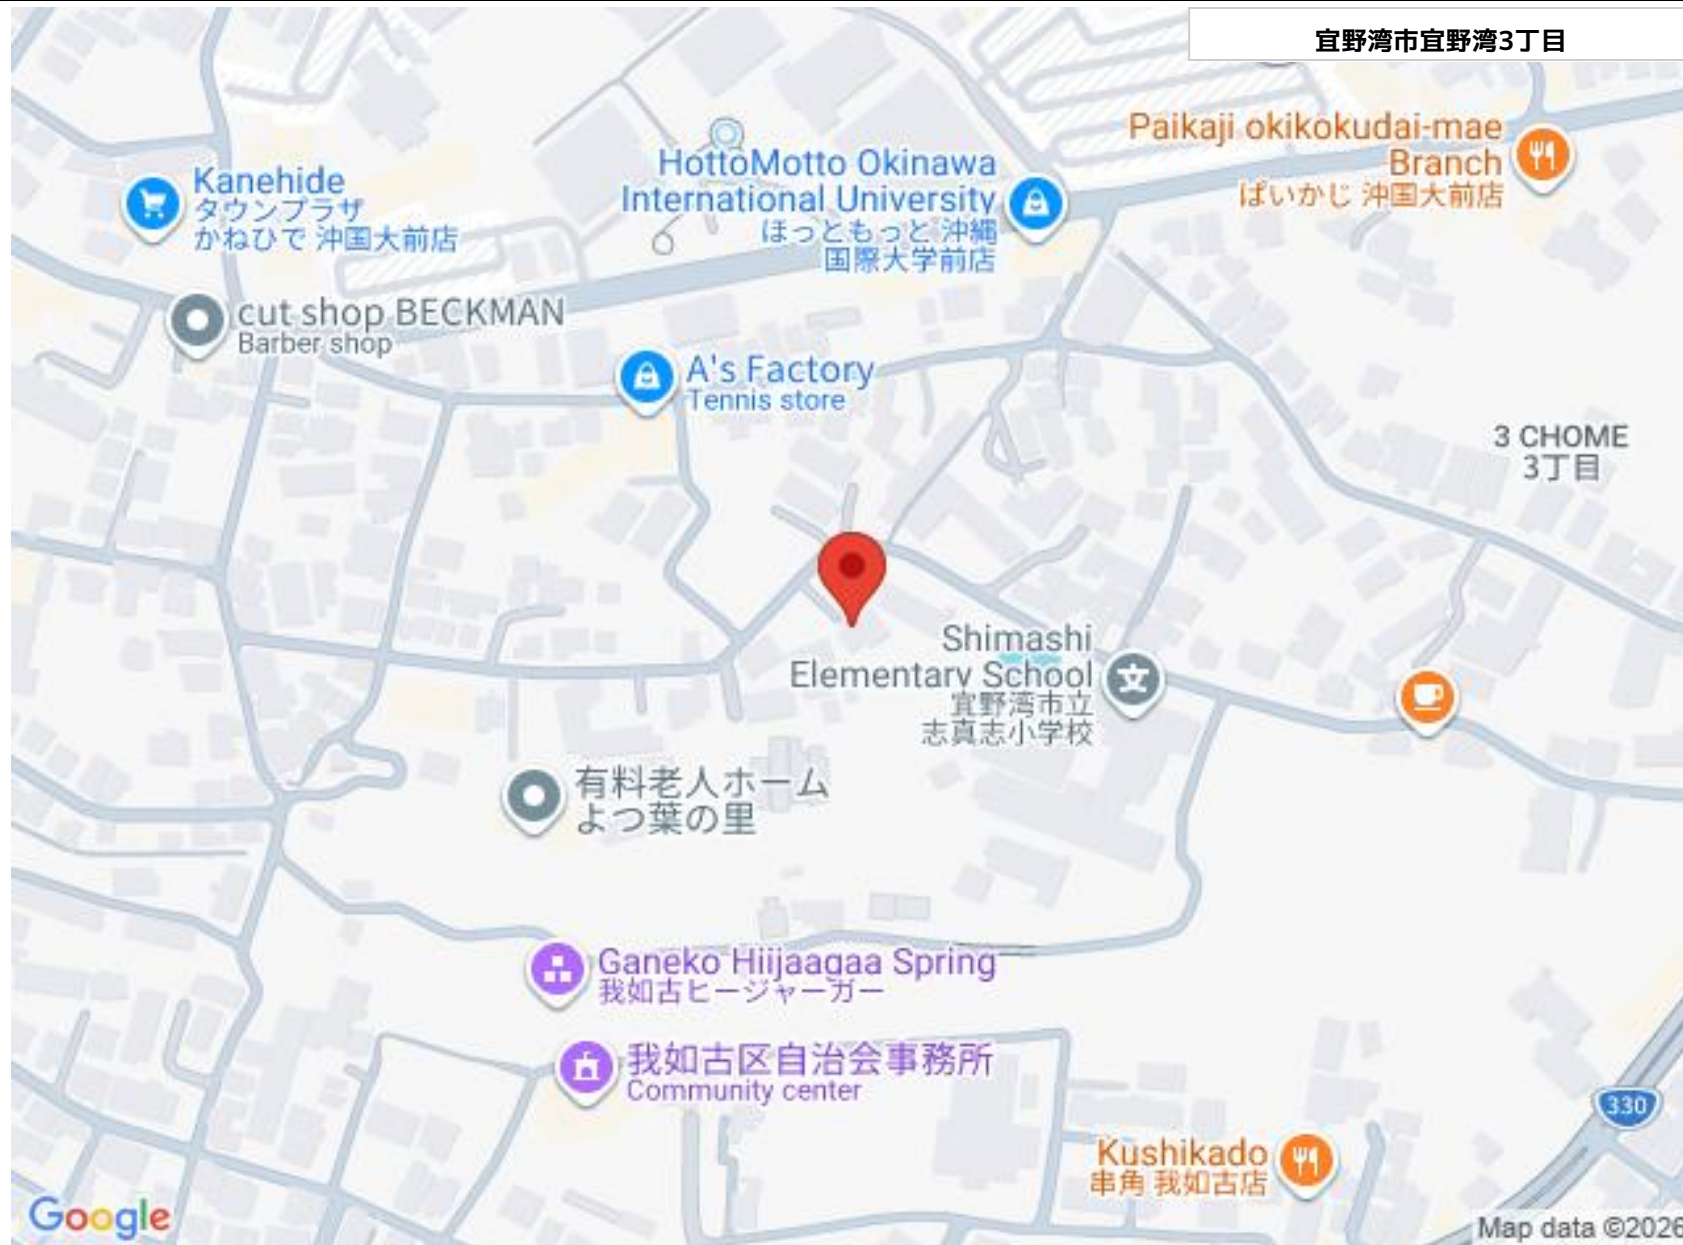 宜野湾市宜野湾3丁目
Paikaji okikokudai-mae
Branch
ぱいかじ 沖国大前店
HottoMotto Okinawa
International University
ほっともっと 沖縄
国際大学前店
Kanehide
タウンプラザ
かねひで 沖国大前店
cut shop BECKMAN
Barber shop
A's Factory
Tennis store
3 CHOME
3丁目
Shimashi
Elementary School
宜野湾市立
志真志小学校
有料老人ホーム
よつ葉の里
Ganeko Hiijaagaa Spring
我如古ヒージャーガー
我如古区自治会事務所
Community center
330
Kushikado
串角 我如古店
Google
Map data ©2026